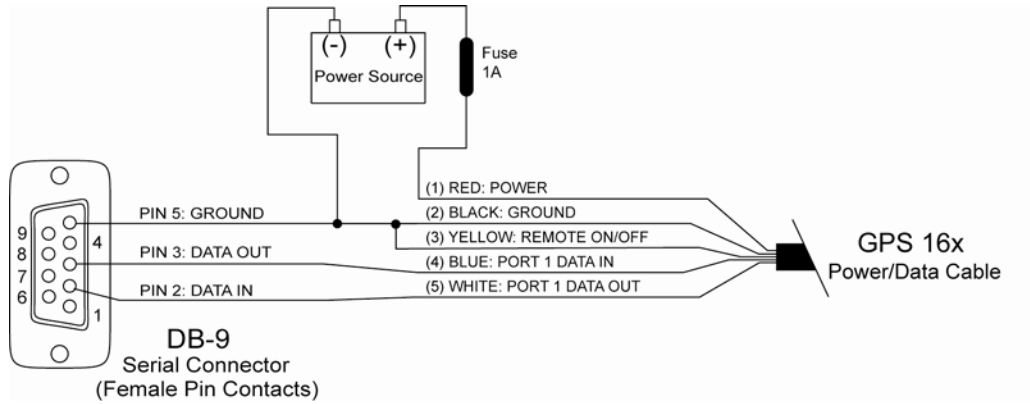 (-) (+)
Power Source
Fuse
1A
(1) RED: POWER
PIN 5: GROUND
(2) BLACK: GROUND
(3) YELLOW: REMOTE ON/OFF
PIN 3: DATA OUT
(4) BLUE: PORT 1 DATA IN
PIN 2: DATA IN
(5) WHITE: PORT 1 DATA OUT
9
8
7
6
4
1
GPS 16x
Power/Data Cable
DB-9
Serial Connector
(Female Pin Contacts)